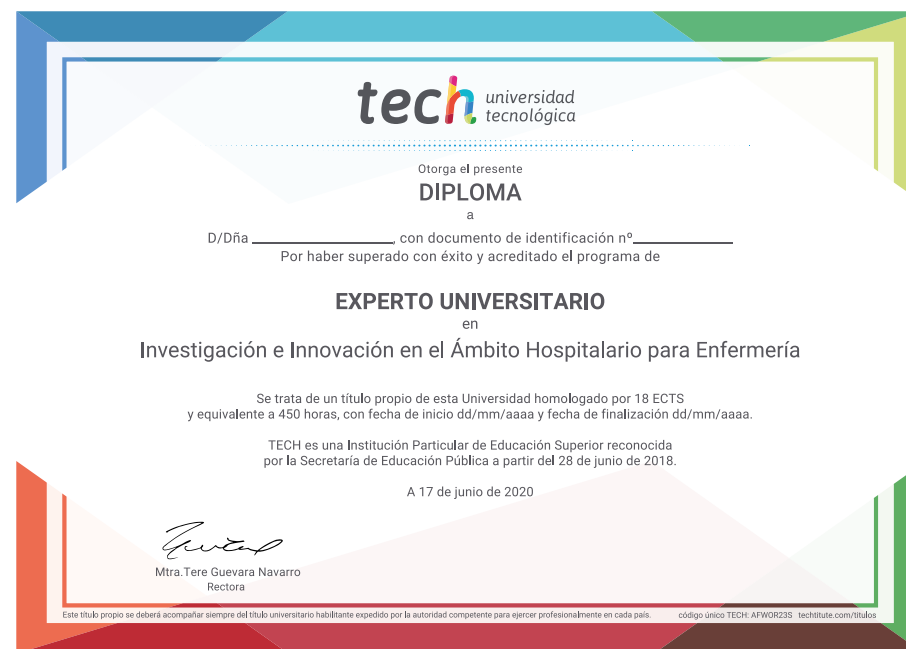 tech universidad
tecnológica
Otorga el presente
DIPLOMA
a
D/Dña ____________________, con documento de identificación nº______________
Por haber superado con éxito y acreditado el programa de
EXPERTO UNIVERSITARIO
en
Investigación e Innovación en el Ámbito Hospitalario para Enfermería
Se trata de un título propio de esta Universidad homologado por 18 ECTS
y equivalente a 450 horas, con fecha de inicio dd/mm/aaaa y fecha de finalización dd/mm/aaaa.
TECH es una Institución Particular de Educación Superior reconocida
por la Secretaría de Educación Pública a partir del 28 de junio de 2018.
A 17 de junio de 2020
Mtra.Tere Guevara Navarro
Rectora
Este título propio se deberá acompañar siempre del título universitario habilitante expedido por la autoridad competente para ejercer profesionalmente en cada país. código único TECH: AFWOR23S techtitute.com/titulos